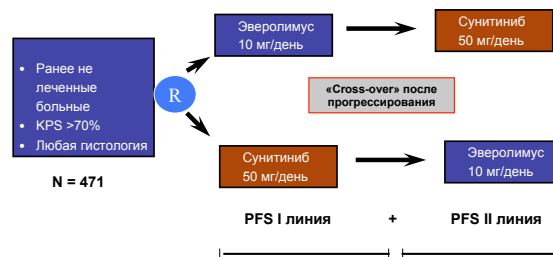 Эверолимус
10 мг/день
Сунитиниб
50 мг/день
• Ранее не
леченные
больные
• KPS >70%
• Любая гистология
R
«Cross-over» после
прогрессирования
N = 471
Сунитиниб
50 мг/день
Эверолимус
10 мг/день
PFS I линия + PFS II линия